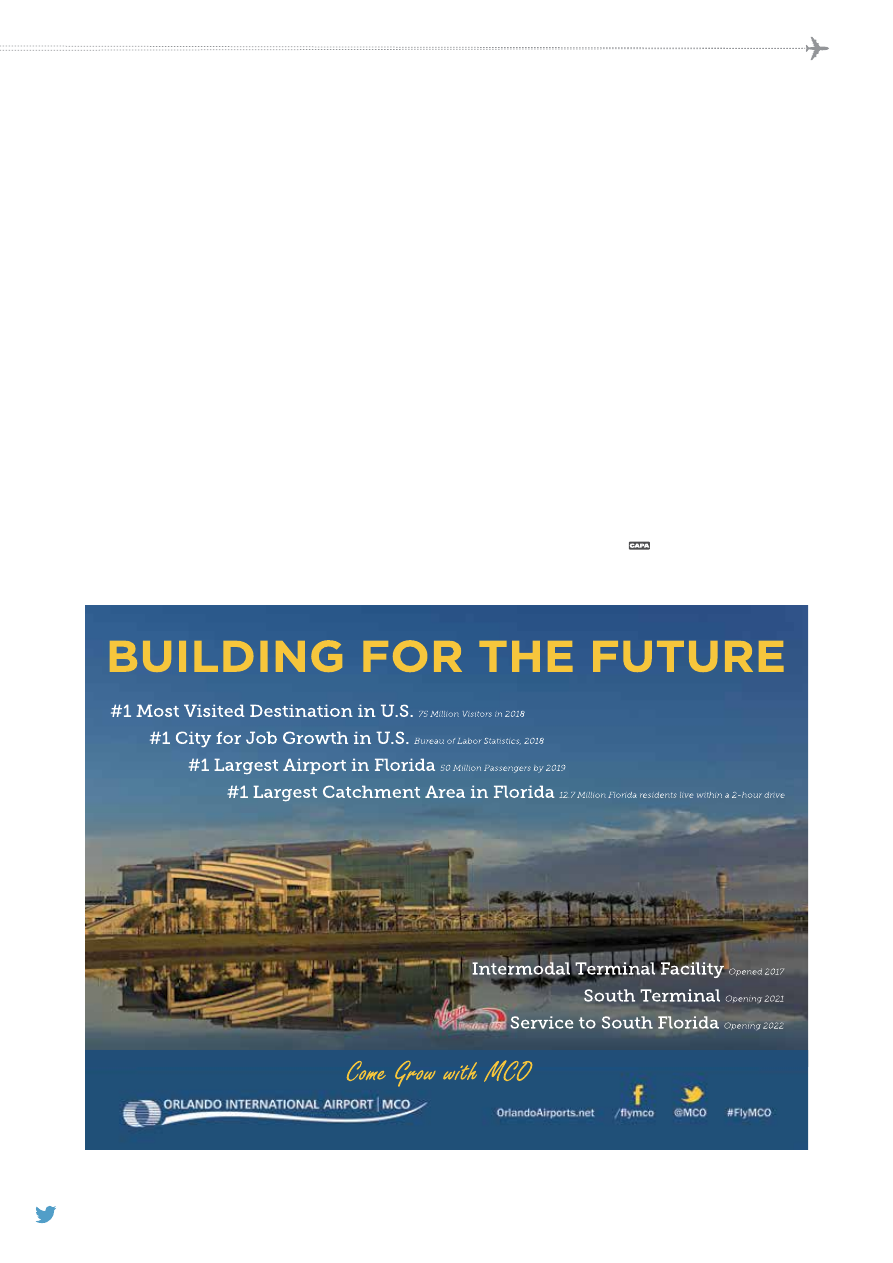 CAPA
BUILDING FOR THE FUTURE
#1 Most Visited Destination in U.S. 75 Million Visitors in 2018
#1 City for Job Growth in U.S. Bureau of Labor Statistics, 2018
#1 Largest Airport in Florida 50 Million Passengers by 2019
#1 Largest Catchment Area in Florida 12.7 Million Florida residents live within a 2-hour drive
Intermodal Terminal Facility Opened 2017
South Terminal Opening 2021
Virgin Trains USA Service to South Florida Opening 2022
Come Grow with MCO
ORLANDO INTERNATIONAL AIRPORT | MCO
OrlandoAirports.net /flymco @MCO #FlyMCO